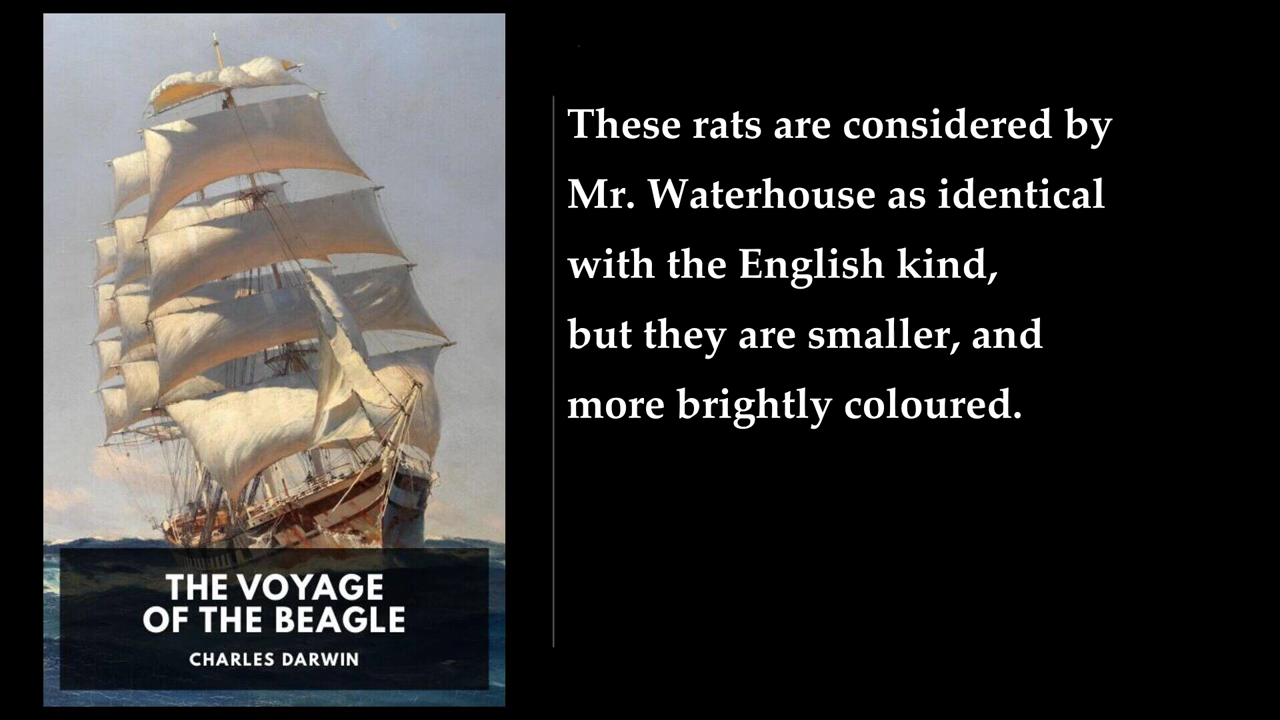 These rats are considered by
Mr. Waterhouse as identical
with the English kind,
but they are smaller, and
more brightly coloured.
THE VOYAGE
OF THE BEAGLE
CHARLES DARWIN